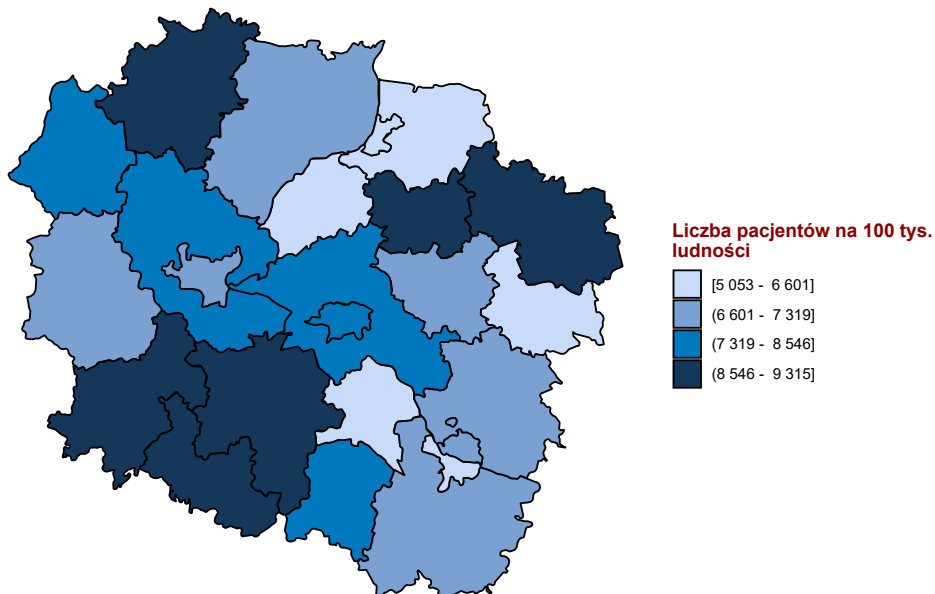 Liczba pacjentów na 100 tys.
ludności
[5 053 - 6 601]
(6 601 - 7 319]
(7 319 - 8 546]
(8 546 - 9 315]